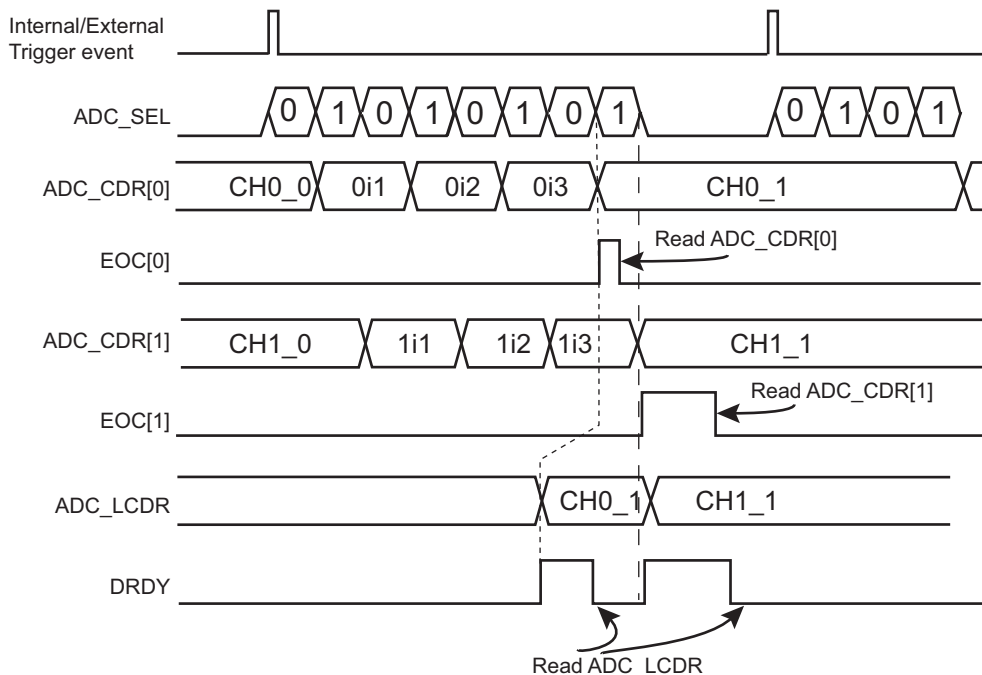 Internal/External
Trigger event
ADC_SEL
0 1 0 1 0 1 0 1 0 1 0 1
ADC_CDR[0]
CH0_0 0i1 0i2 0i3 CH0_1
EOC[0]
Read ADC_CDR[0]
ADC_CDR[1]
CH1_0 1i1 1i2 1i3 CH1_1
EOC[1]
Read ADC_CDR[1]
ADC_LCDR
CH0_1 CH1_1
DRDY
Read ADC_LCDR